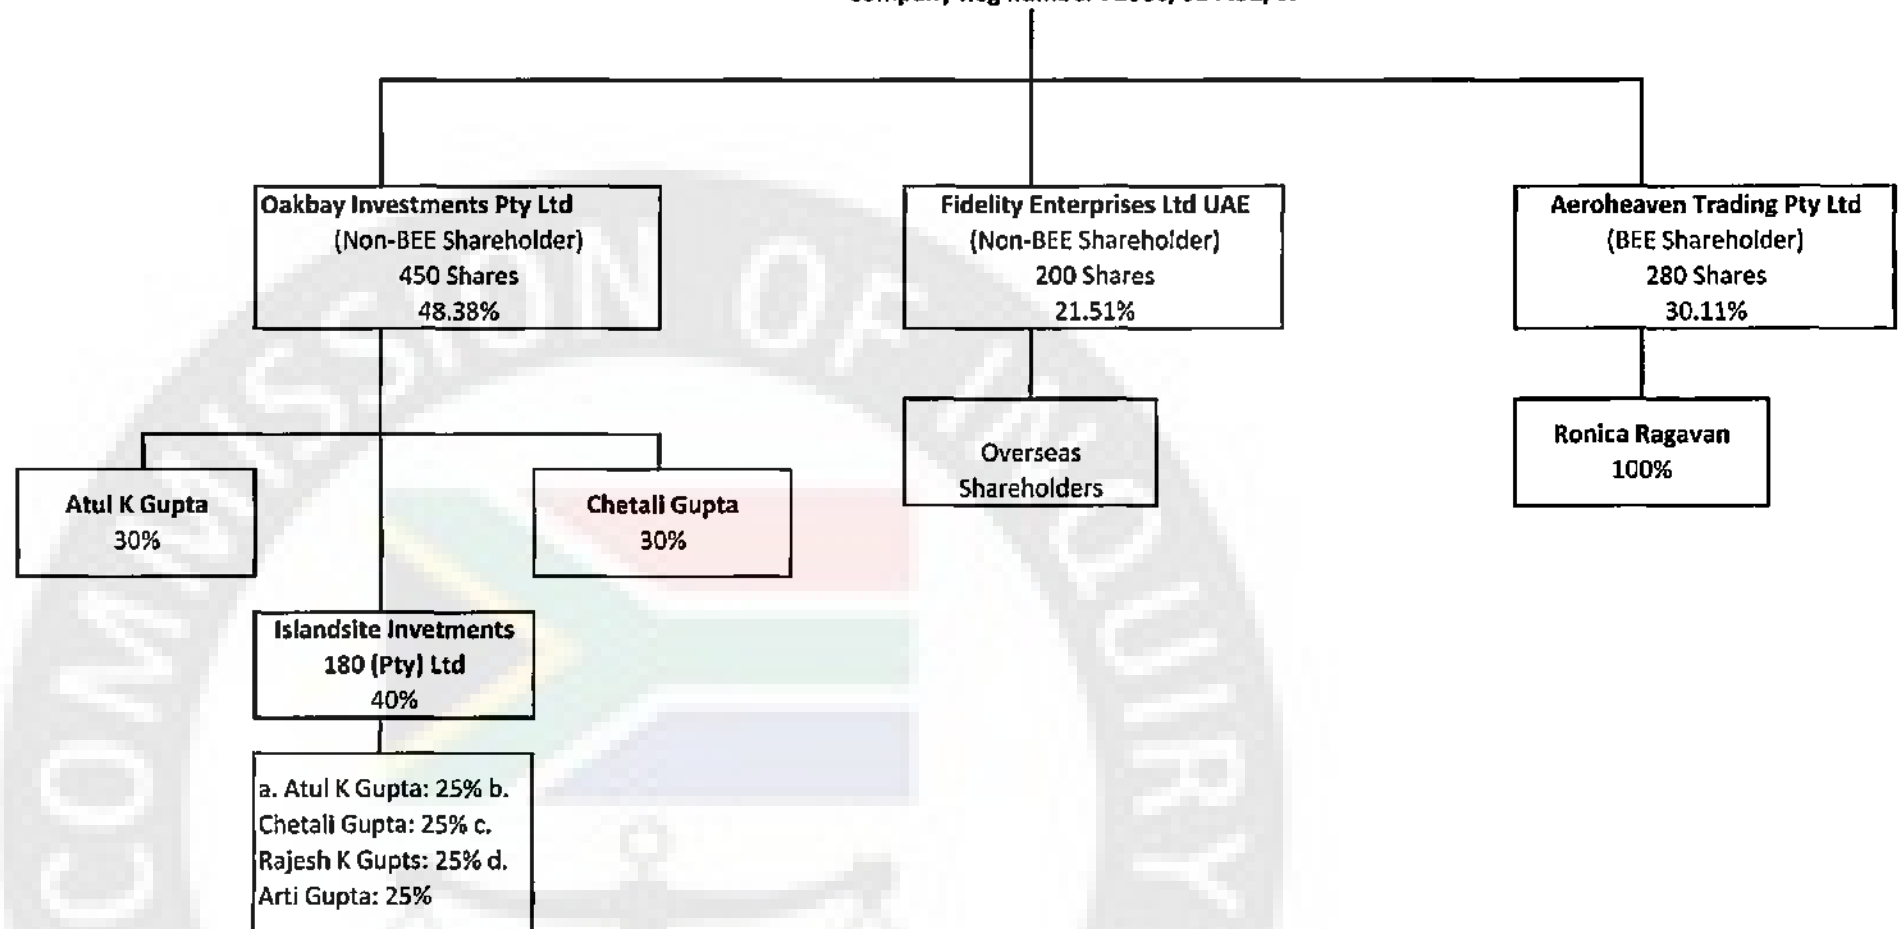 Oakbay Investments Pty Ltd
(Non-BEE Shareholder)
450 Shares
48.38%
Fidelity Enterprises Ltd UAE
(Non-BEE Shareholder)
200 Shares
21.51%
Aeroheaven Trading Pty Ltd
(BEE Shareholder)
280 Shares
30.11%
Atul K Gupta
30%
Chetali Gupta
30%
Overseas
Shareholders
Ronica Ragavan
100%
Islandsite Invetments
180 (Pty) Ltd
40%
a. Atul K Gupta: 25% b.
Chetali Gupta: 25% c.
Rajesh K Gupts: 25% d.
Arti Gupta: 25%
COMMISSION OF INQUIRY